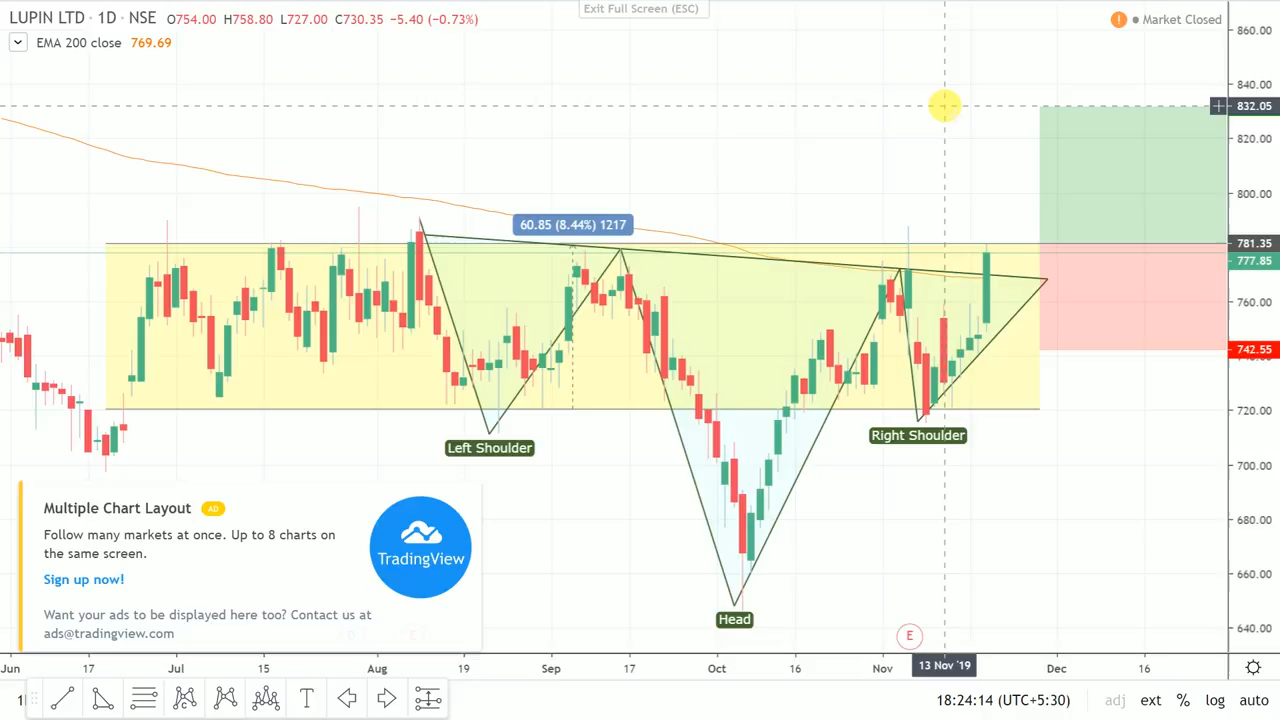 Exit Full Screen (ESC)
LUPIN LTD · 1D · NSE O754.00 H758.80 L727.00 C730.35 −5.40 (−0.73%)
! Market Closed
EMA 200 close 769.69
860.00
840.00
832.05
820.00
800.00
60.85 (8.44%) 1217
781.35
777.85
760.00
742.55
720.00
Right Shoulder
Left Shoulder
700.00
680.00
660.00
640.00
Multiple Chart Layout AD
Follow many markets at once. Up to 8 charts on
the same screen.
Sign up now!
TradingView
Want your ads to be displayed here too? Contact us at
ads@tradingview.com
Head
E
Jun 17 Jul 15 Aug 19 Sep 17 Oct 16 Nov 13 Nov '19 Dec 16
T
18:24:14 (UTC+5:30) adj ext % log auto